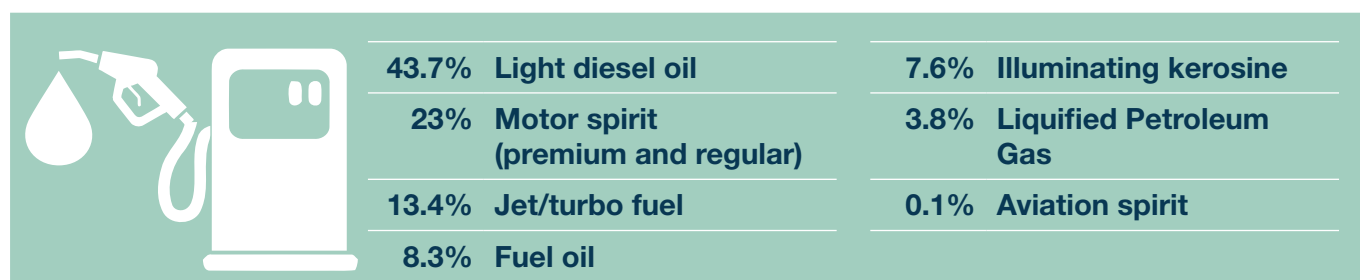 43.7% Light diesel oil
23% Motor spirit
(premium and regular)
13.4% Jet/turbo fuel
8.3% Fuel oil
7.6% Illuminating kerosine
3.8% Liquified Petroleum
Gas
0.1% Aviation spirit